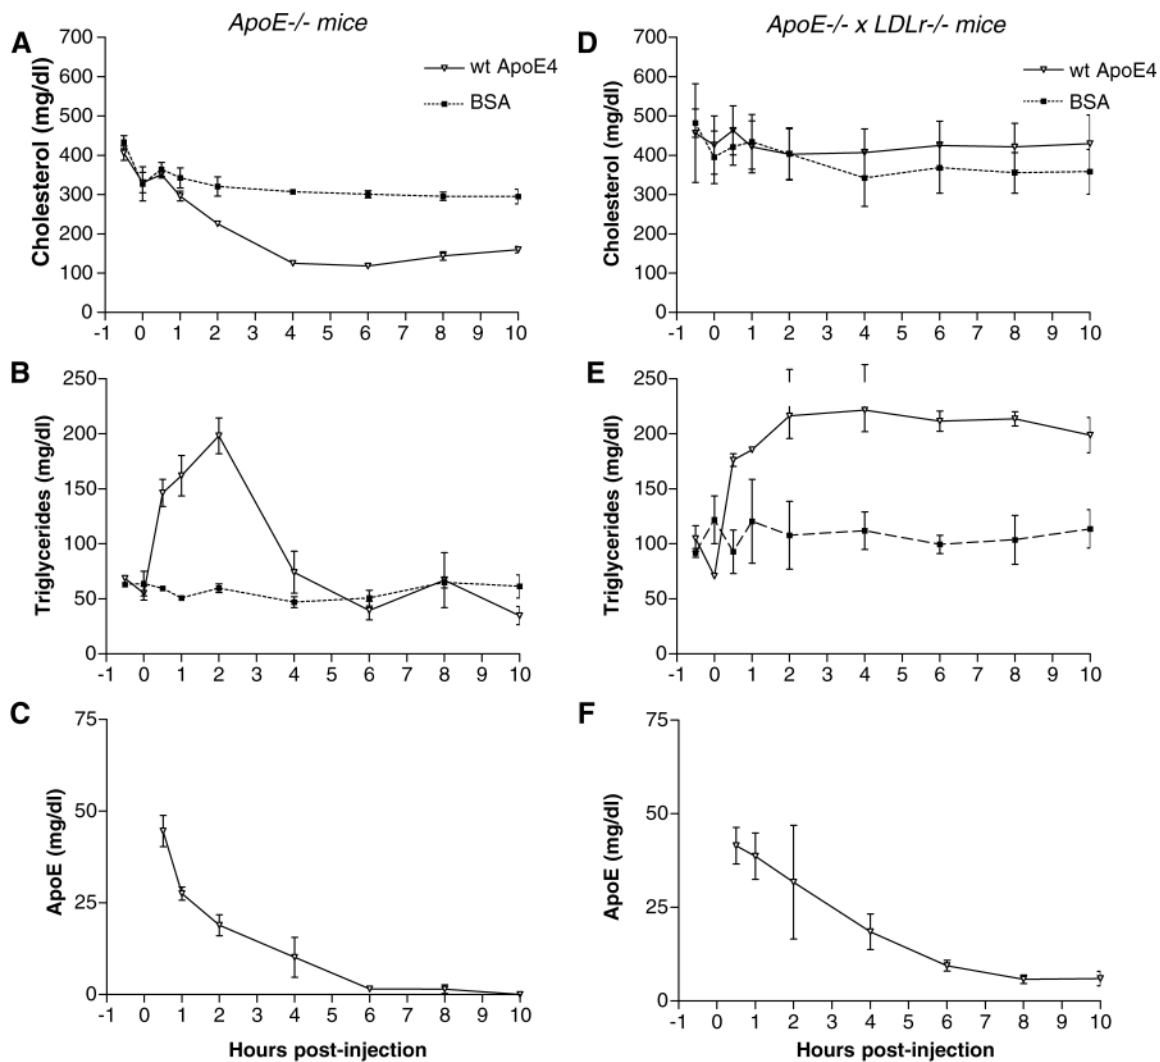 ApoE-/- mice
ApoE-/- x LDLr-/- mice
A
700
600
500
400
300
200
100
0
Cholesterol (mg/dl)
wt ApoE4
BSA
-1 0 1 2 3 4 5 6 7 8 9 10
D
700
600
500
400
300
200
100
0
Cholesterol (mg/dl)
wt ApoE4
BSA
-1 0 1 2 3 4 5 6 7 8 9 10
B
250
200
150
100
50
0
Triglycerides (mg/dl)
-1 0 1 2 3 4 5 6 7 8 9 10
E
250
200
150
100
50
0
Triglycerides (mg/dl)
-1 0 1 2 3 4 5 6 7 8 9 10
C
75
50
25
0
ApoE (mg/dl)
-1 0 1 2 3 4 5 6 7 8 9 10
Hours post-injection
F
75
50
25
0
ApoE (mg/dl)
-1 0 1 2 3 4 5 6 7 8 9 10
Hours post-injection